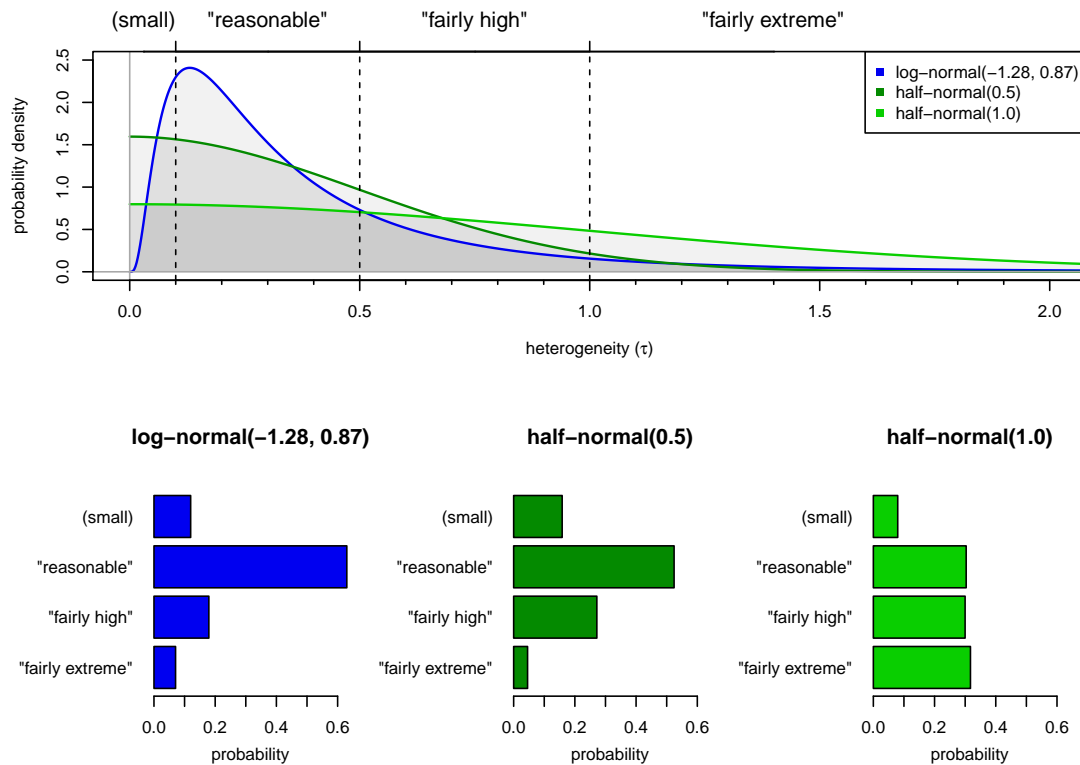 (small) "reasonable" "fairly high" "fairly extreme"
2.5
2.0
1.5
1.0
0.5
0.0
probability density
log−normal(−1.28, 0.87)
half−normal(0.5)
half−normal(1.0)
0.0 0.5 1.0 1.5 2.0
heterogeneity (τ)
log−normal(−1.28, 0.87)
(small)
"reasonable"
"fairly high"
"fairly extreme"
0.0 0.2 0.4 0.6
probability
half−normal(0.5)
(small)
"reasonable"
"fairly high"
"fairly extreme"
0.0 0.2 0.4 0.6
probability
half−normal(1.0)
(small)
"reasonable"
"fairly high"
"fairly extreme"
0.0 0.2 0.4 0.6
probability